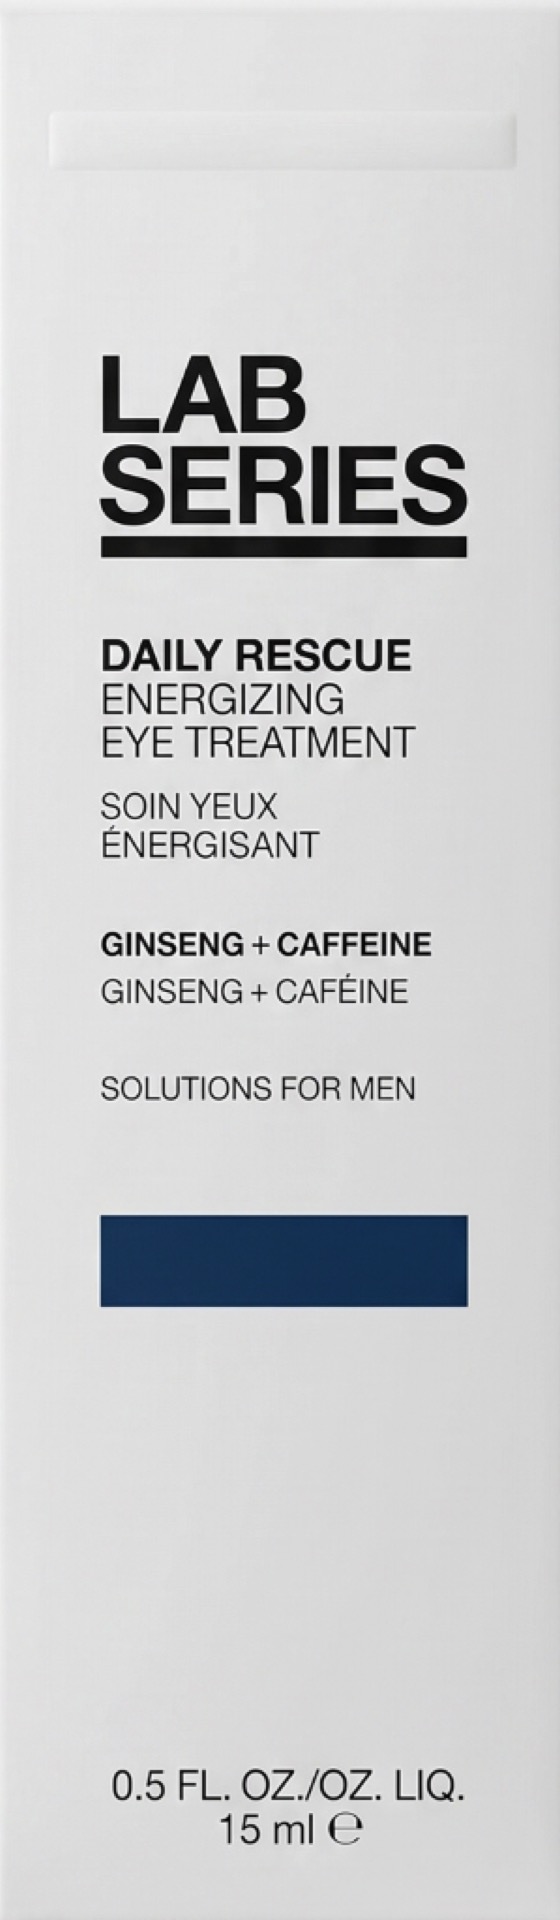 LAB
SERIES
DAILY RESCUE
ENERGIZING
EYE TREATMENT
SOIN YEUX
ÉNERGISANT
GINSENG + CAFFEINE
GINSENG + CAFÉINE
SOLUTIONS FOR MEN
0.5 FL. OZ./OZ. LIQ.
15 ml ℮